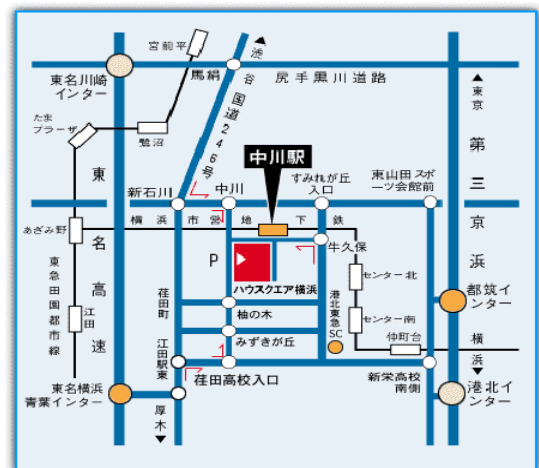 宮前平
渋谷
東名川崎
インター
馬絹
尻手黒川道路
東京
たま
プラーザ
鷺沼
国道246号
中川駅
東名高速
第三京浜
新石川
中川
すみれが丘
入口
東山田スポ
ーツ会館前
あざみ野
横浜市営地下鉄
牛久保
P
ハウスクエア横浜
センター北
東急田園都市線
江田
荏田町
柚の木
港北東急
SC
センター南
都筑イ
ンター
みずきが丘
仲町台
横浜
江田駅東
荏田高校入口
新栄高校
南側
東名横浜
青葉インター
厚木
港北イ
ンター